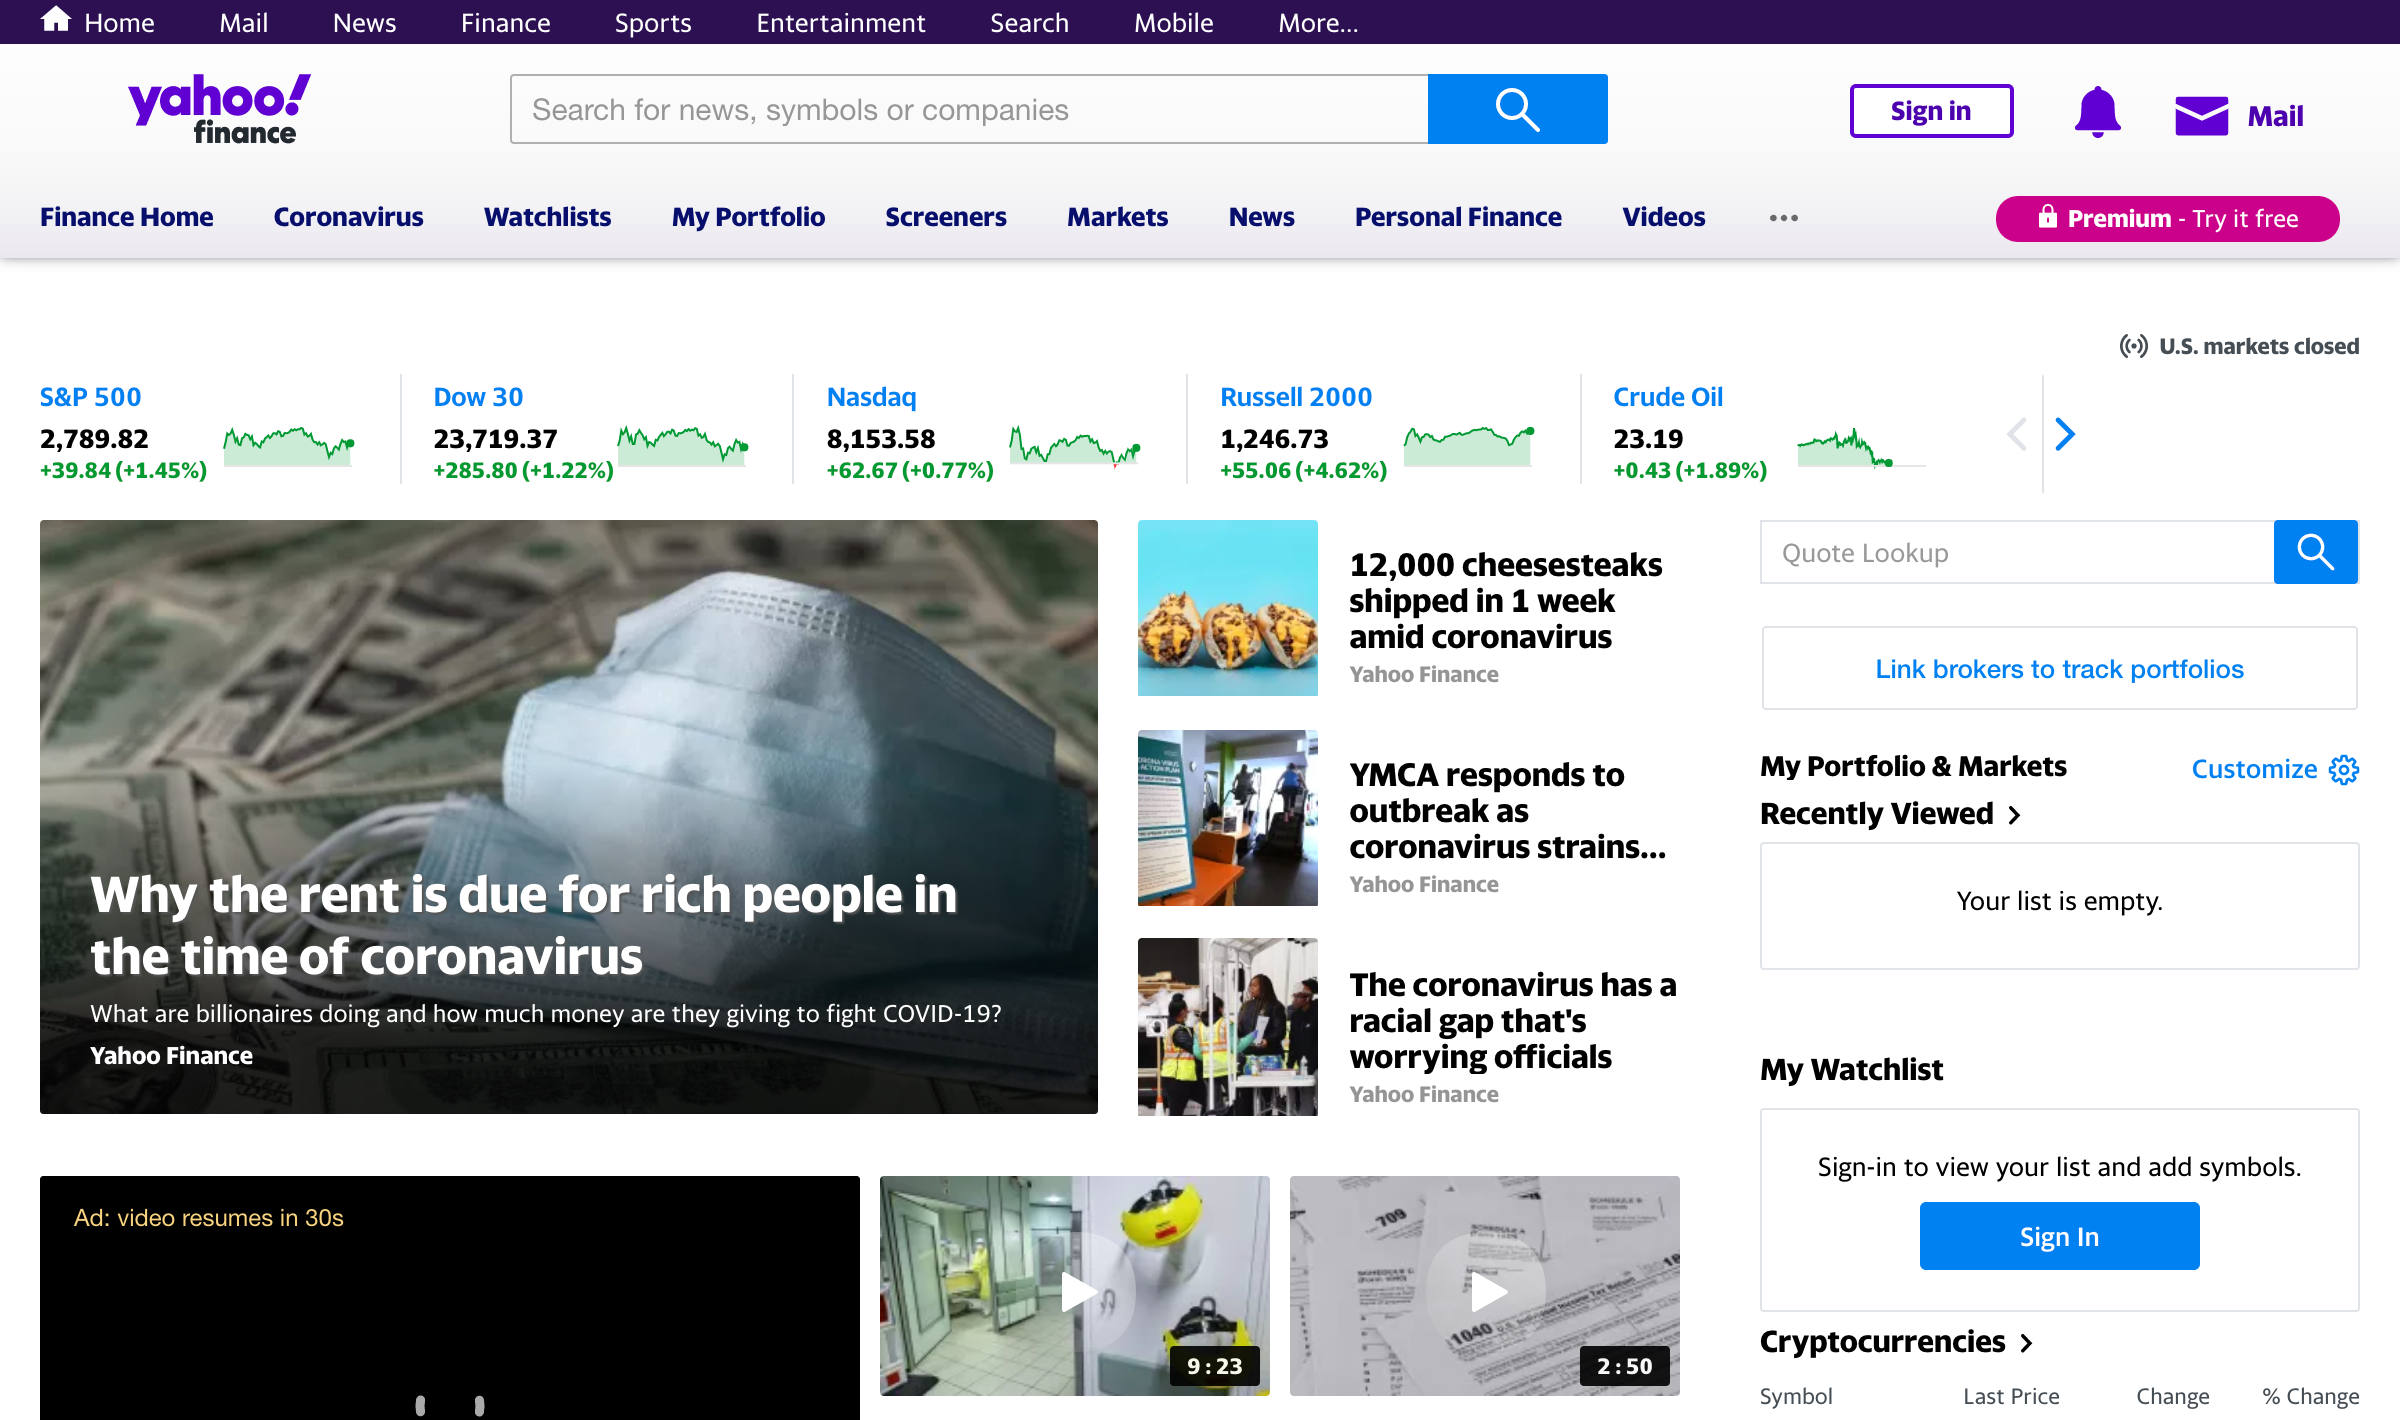 Home Mail News Finance Sports Entertainment Search Mobile More...
yahoo!
finance
Search for news, symbols or companies
Sign in
Mail
Finance Home Coronavirus Watchlists My Portfolio Screeners Markets News Personal Finance Videos
Premium - Try it free
U.S. markets closed
S&P 500
2,789.82
+39.84 (+1.45%)
Dow 30
23,719.37
+285.80 (+1.22%)
Nasdaq
8,153.58
+62.67 (+0.77%)
Russell 2000
1,246.73
+55.06 (+4.62%)
Crude Oil
23.19
+0.43 (+1.89%)
Why the rent is due for rich people in
the time of coronavirus
What are billionaires doing and how much money are they giving to fight COVID-19?
Yahoo Finance
12,000 cheesesteaks
shipped in 1 week
amid coronavirus
Yahoo Finance
YMCA responds to
outbreak as
coronavirus strains...
Yahoo Finance
The coronavirus has a
racial gap that's
worrying officials
Yahoo Finance
Quote Lookup
Link brokers to track portfolios
My Portfolio & Markets
Customize
Recently Viewed
Your list is empty.
My Watchlist
Sign-in to view your list and add symbols.
Sign In
Cryptocurrencies
Symbol Last Price Change % Change
Ad: video resumes in 30s
9:23
709
SCHEDULE A
1040 U.S. Individual Income Tax Return
2:50